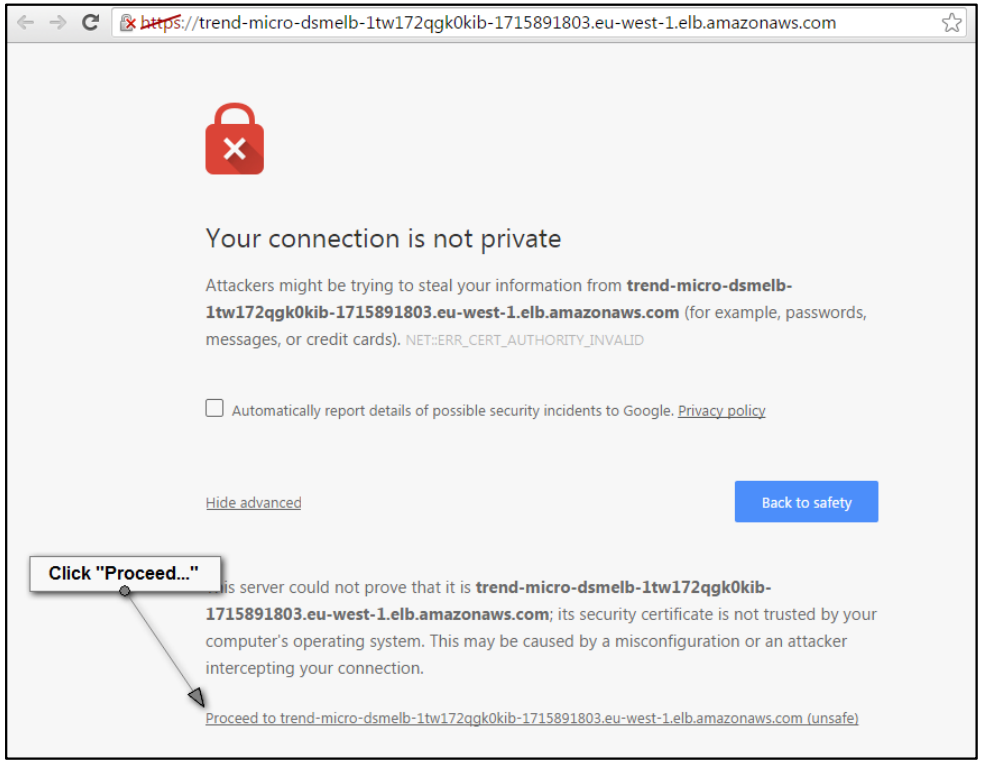 https://trend-micro-dsmelb-1tw172qgk0kib-1715891803.eu-west-1.elb.amazonaws.com
Your connection is not private
Attackers might be trying to steal your information from trend-micro-dsmelb-
1tw172qgk0kib-1715891803.eu-west-1.elb.amazonaws.com (for example, passwords,
messages, or credit cards). NET::ERR_CERT_AUTHORITY_INVALID
Automatically report details of possible security incidents to Google. Privacy policy
Hide advanced
Back to safety
Click "Proceed..."
is server could not prove that it is trend-micro-dsmelb-1tw172qgk0kib-
1715891803.eu-west-1.elb.amazonaws.com; its security certificate is not trusted by your
computer's operating system. This may be caused by a misconfiguration or an attacker
intercepting your connection.
Proceed to trend-micro-dsmelb-1tw172qgk0kib-1715891803.eu-west-1.elb.amazonaws.com (unsafe)